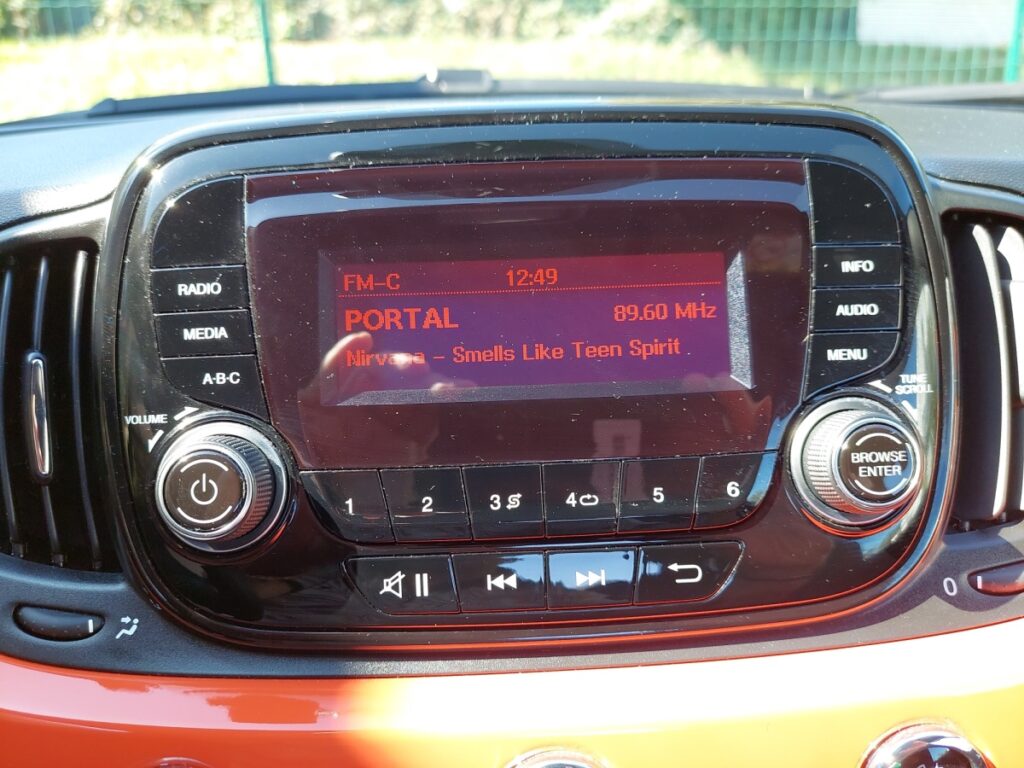 FM-C 12:49
PORTAL 89.60 MHz
Nirvana - Smells Like Teen Spirit
RADIO
MEDIA
A·B·C
VOLUME
INFO
AUDIO
MENU
TUNE
SCROLL
BROWSE
ENTER
1 2 3 4 5 6
0